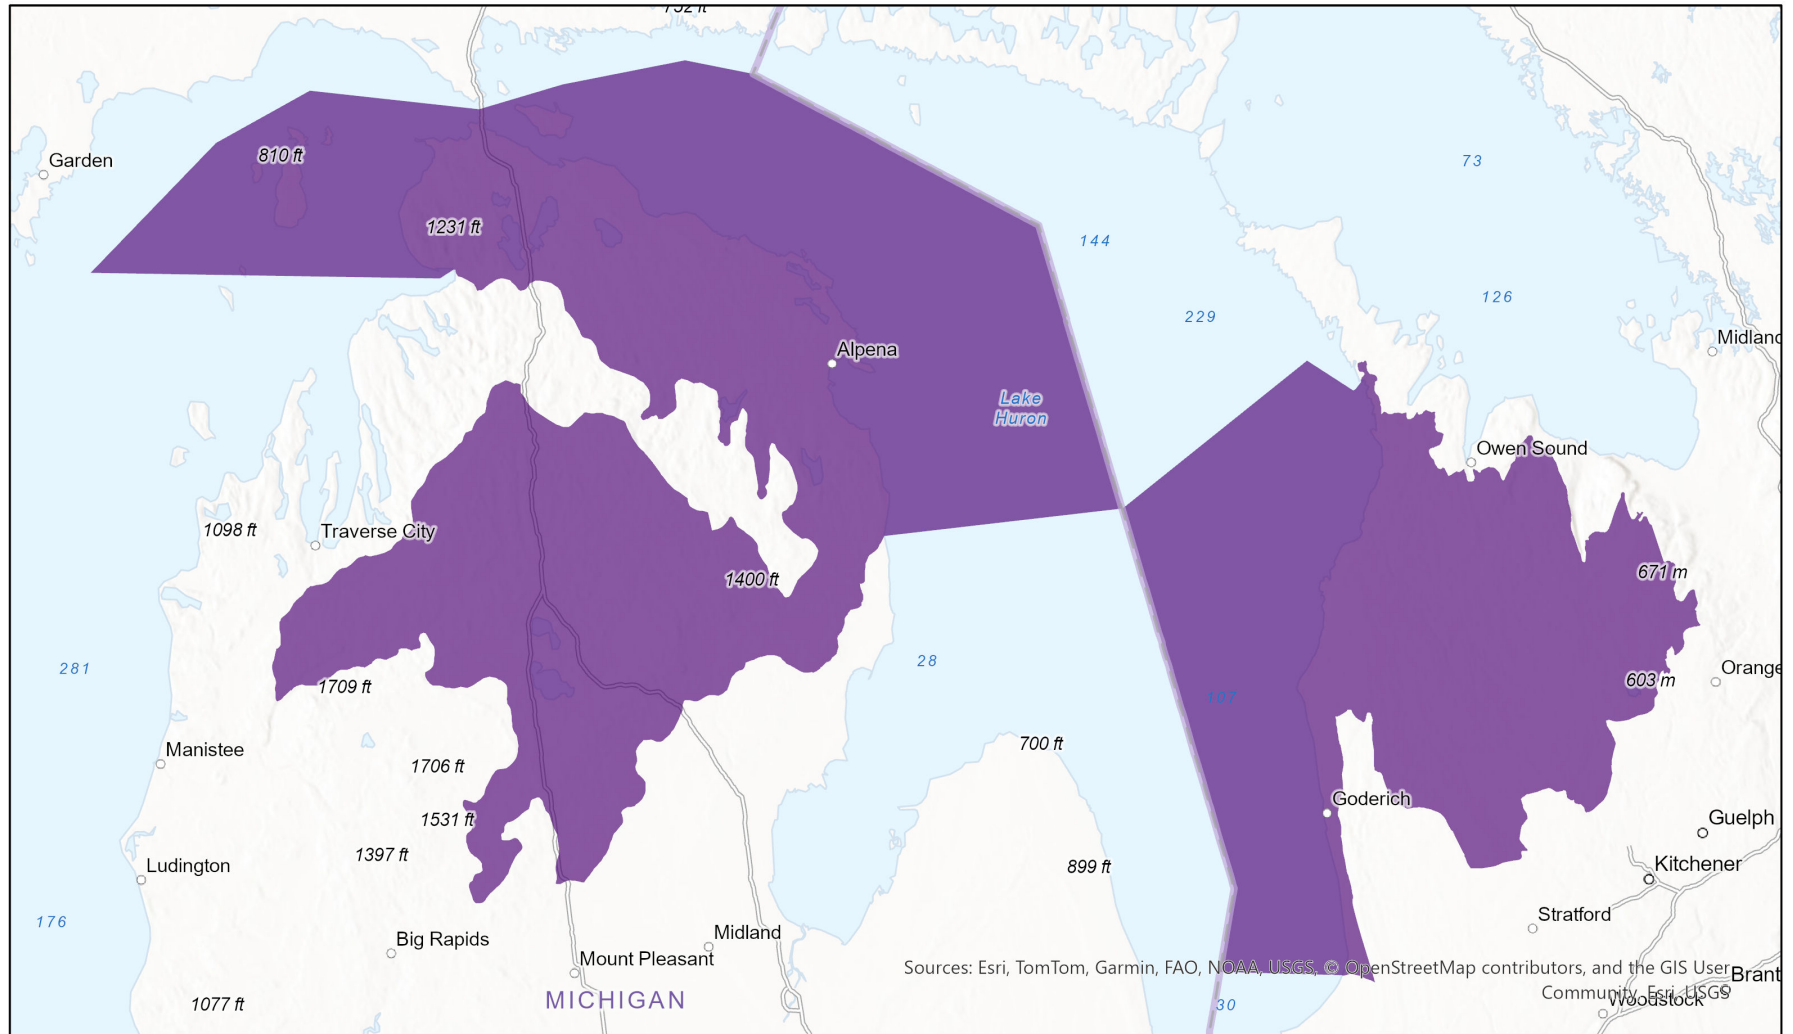 752 ft
Garden
810 ft
73
1231 ft
144
126
229
Midland
Alpena
Lake
Huron
Owen Sound
1098 ft
Traverse City
1400 ft
671 m
281
28
1709 ft
603 m
Orange
107
Manistee
700 ft
1706 ft
1531 ft
Goderich
Guelph
1397 ft
Ludington
899 ft
Kitchener
176
Stratford
Big Rapids
Midland
Mount Pleasant
Sources: Esri, TomTom, Garmin, FAO, NOAA, USGS, © OpenStreetMap contributors, and the GIS User
Brant
Community, Esri, USGS
MICHIGAN
1077 ft
30
Woodstock